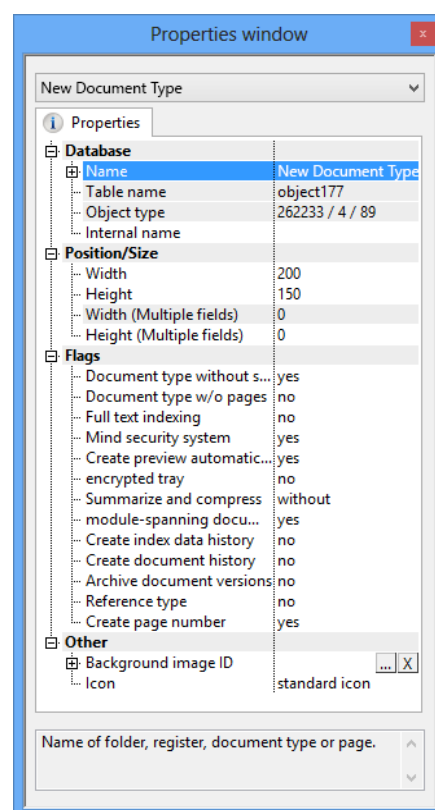 Properties window
x
New Document Type
i Properties
Database
Name New Document Type
Table name object177
Object type 262233 / 4 / 89
Internal name
Position/Size
Width 200
Height 150
Width (Multiple fields) 0
Height (Multiple fields) 0
Flags
Document type without s... yes
Document type w/o pages no
Full text indexing no
Mind security system yes
Create preview automatic... yes
encrypted tray no
Summarize and compress without
module-spanning docu... yes
Create index data history no
Create document history no
Archive document versions no
Reference type no
Create page number yes
Other
Background image ID ... X
Icon standard icon
Name of folder, register, document type or page.